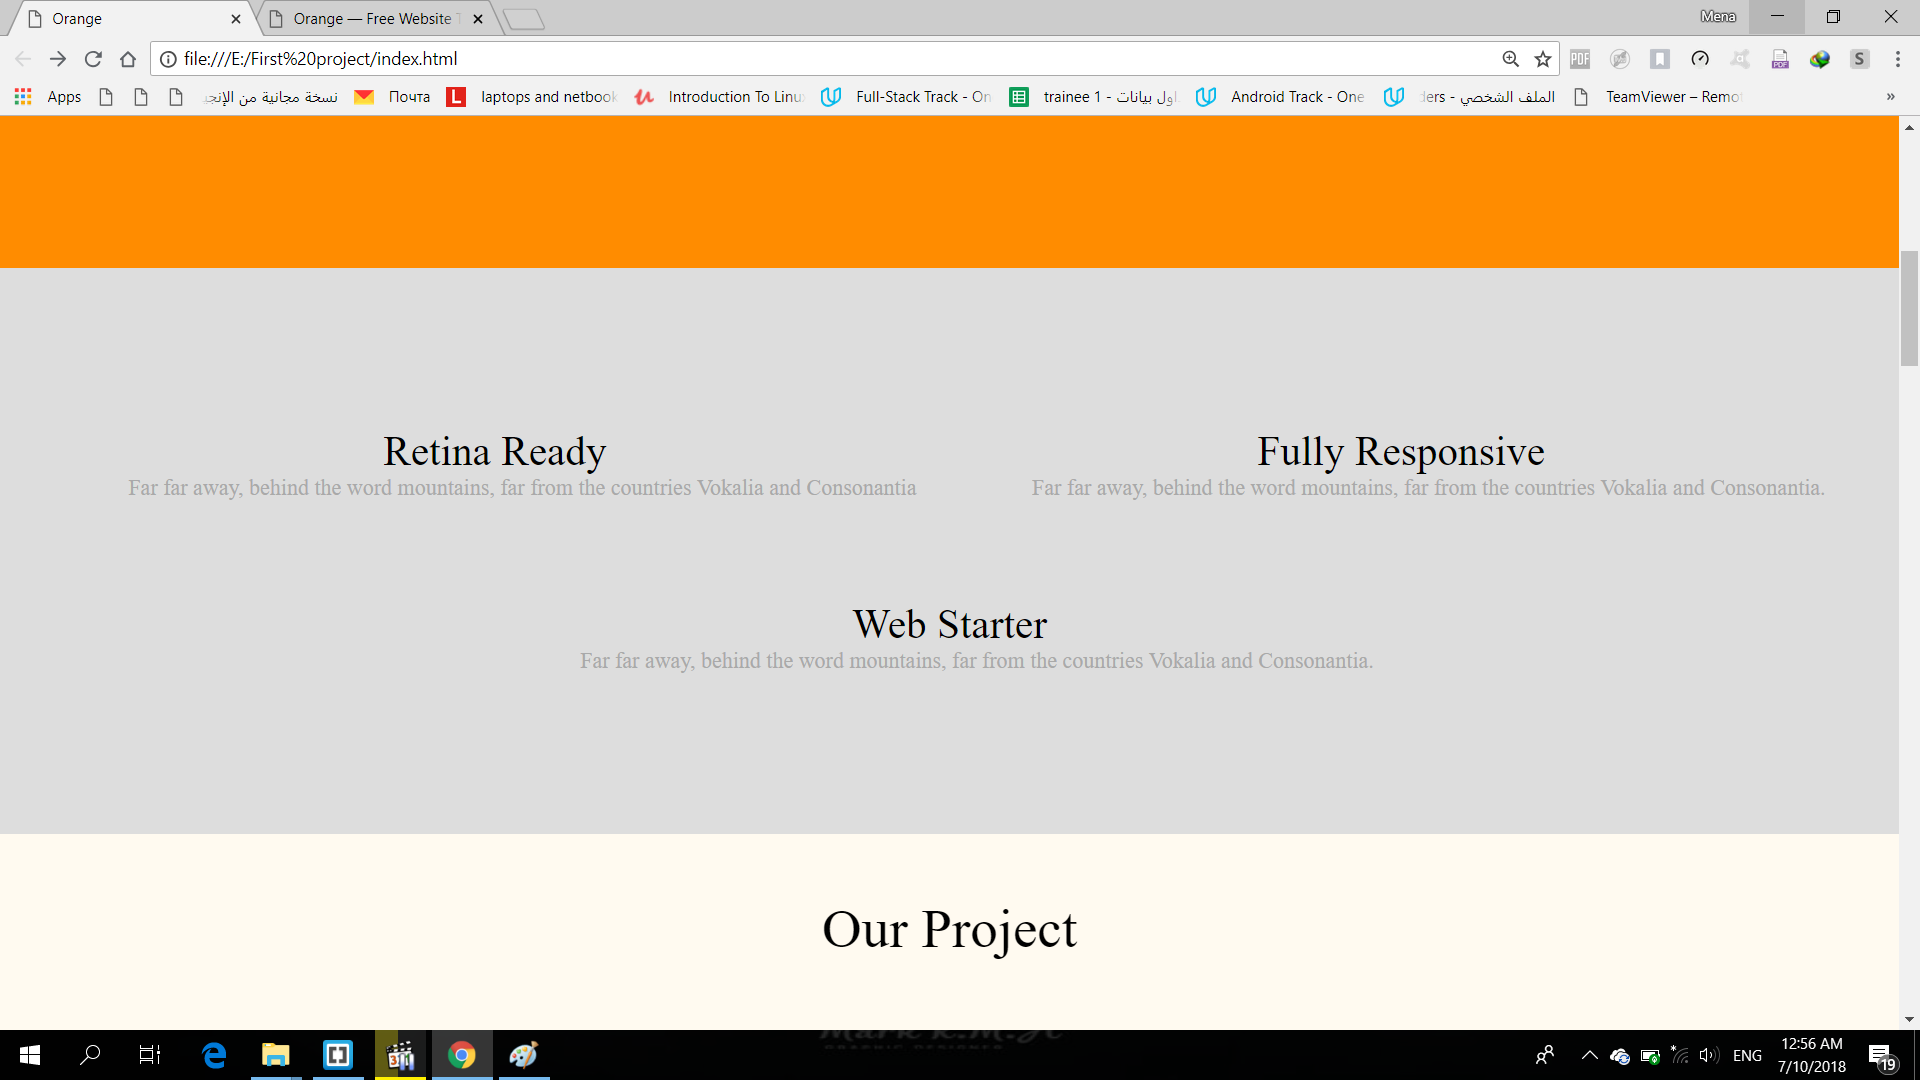 Orange
Orange — Free Website
Mena
file:///E:/First%20project/index.html
Apps
نسخة مجانية من الإنجي
Почта
laptops and netbook
Introduction To Linu
Full-Stack Track - On
trainee 1 - اول بيانات
Android Track - One
ders - الملف الشخصي
TeamViewer – Remot
»
Retina Ready
Far far away, behind the word mountains, far from the countries Vokalia and Consonantia
Fully Responsive
Far far away, behind the word mountains, far from the countries Vokalia and Consonantia.
Web Starter
Far far away, behind the word mountains, far from the countries Vokalia and Consonantia.
Our Project
ENG
12:56 AM
7/10/2018
19